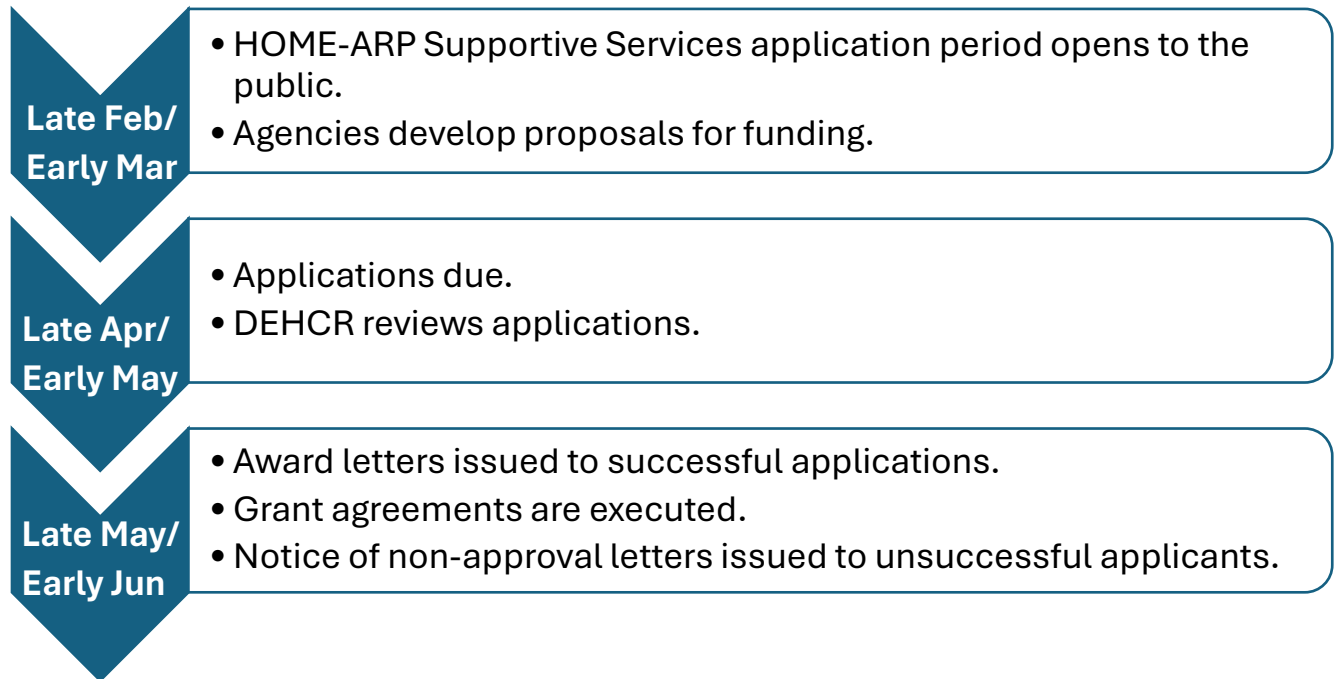 Late Feb/
Early Mar
• HOME-ARP Supportive Services application period opens to the
public.
• Agencies develop proposals for funding.
Late Apr/
Early May
• Applications due.
• DEHCR reviews applications.
Late May/
Early Jun
• Award letters issued to successful applications.
• Grant agreements are executed.
• Notice of non-approval letters issued to unsuccessful applicants.